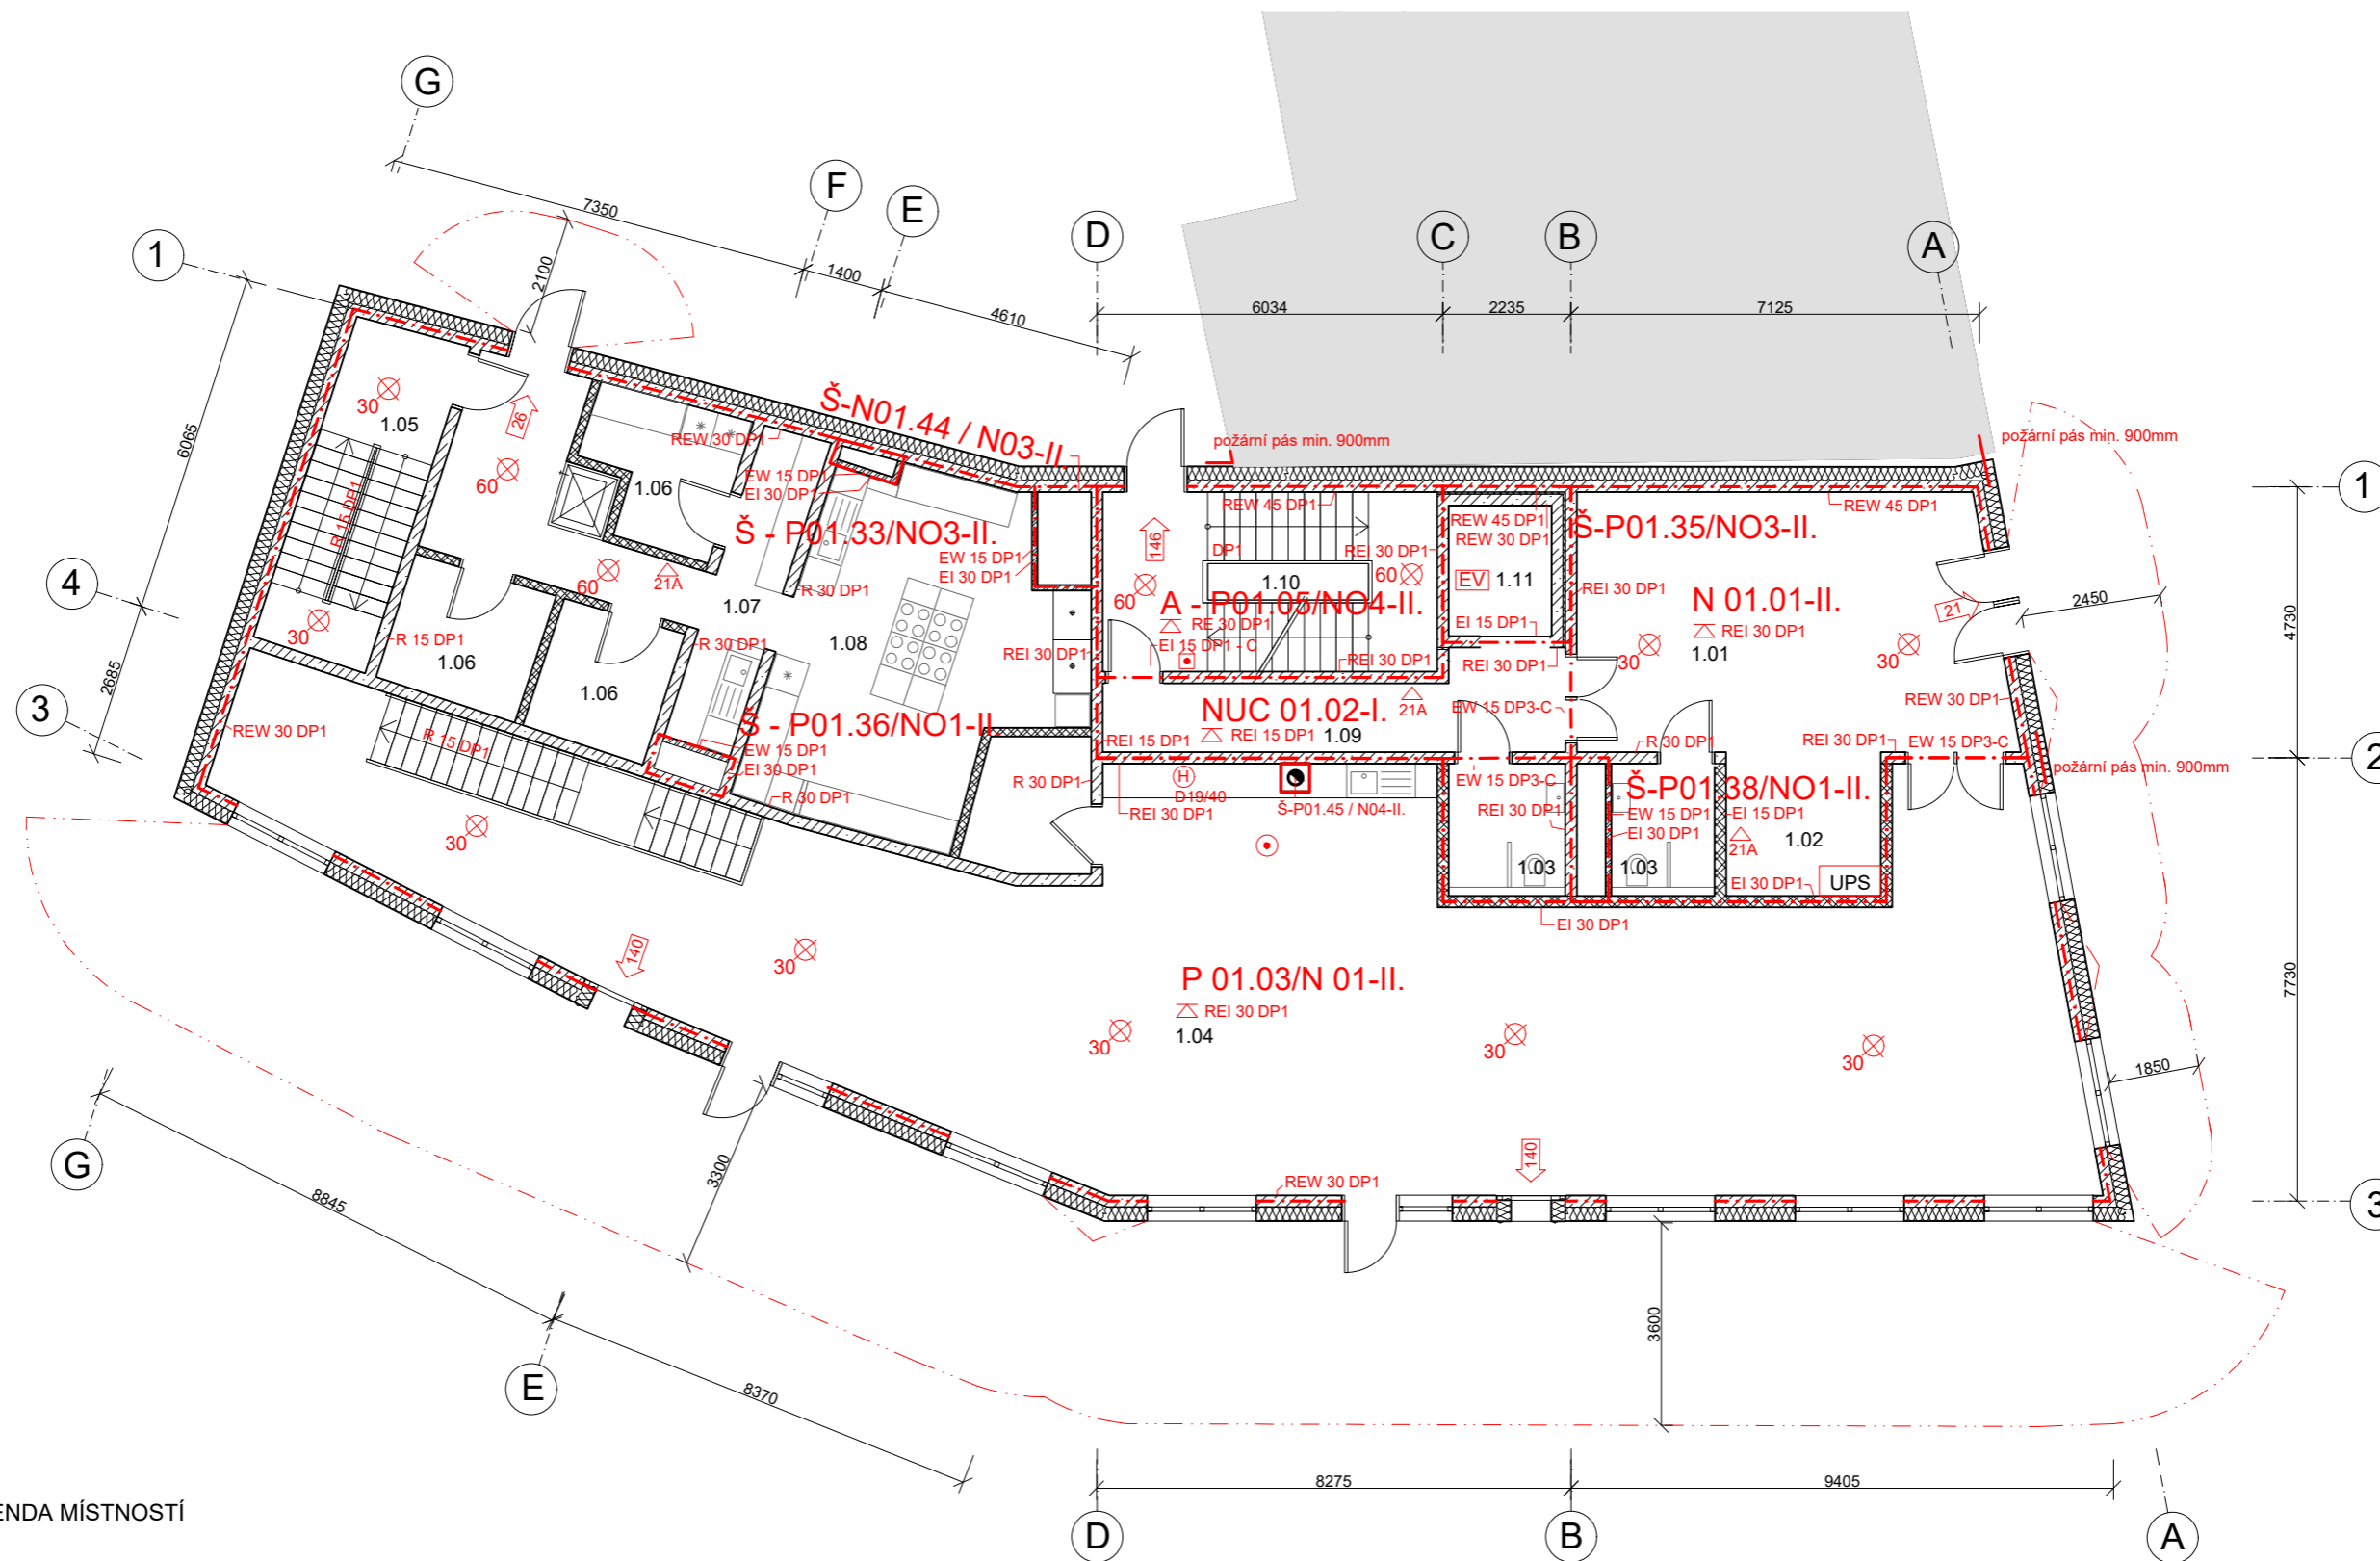 G
F
E
D
C
B
A
1
7350
1400
4610
2100
6034
2235
7125
6065
2685
4
3
30
1.05
26
60
R 15 DP1
REW 30 DP1
Š-N01.44 / N03-II.
EW 15 DP1
EI 30 DP1
1.06
Š - P01.33/NO3-II.
EW 15 DP1
EI 30 DP1
60
21A
1.07
R 30 DP1
1.08
30
R 15 DP1
1.06
1.06
R 30 DP1
REI 30 DP1
Š - P01.36/NO1-II.
EW 15 DP1
EI 30 DP1
R 30 DP1
REW 30 DP1
R 15 DP1
R 30 DP1
30
požární pás min. 900mm
požární pás min. 900mm
REW 45 DP1
REW 45 DP1
REW 30 DP1
REW 45 DP1
Š-P01.35/NO3-II.
146
DP1
REI 30 DP1
1.10
60
EV
1.11
REI 30 DP1
60
A - P01.05/NO4-II.
RE 30 DP1
EI 15 DP1 - C
REI 30 DP1
EI 15 DP1
REI 30 DP1
N 01.01-II.
REI 30 DP1
1.01
30
30
21
2450
4730
1
NUC 01.02-I.
REI 15 DP1
REI 15 DP1
1.09
21A
EW 15 DP3-C
R 30 DP1
REI 30 DP1
EW 15 DP3-C
REW 30 DP1
požární pás min. 900mm
2
H
D19/40
REI 30 DP1
Š-P01.45 / N04-II.
EW 15 DP3-C
REI 30 DP1
Š-P01.38/NO1-II.
EW 15 DP1
EI 30 DP1
EI 15 DP1
21A
1.02
1.03
1.03
EI 30 DP1
UPS
EI 30 DP1
140
30
P 01.03/N 01-II.
REI 30 DP1
1.04
30
30
30
7730
1850
140
REW 30 DP1
3
3300
3600
G
8845
E
8370
8275
9405
D
B
A
ENDA MÍSTNOSTÍ